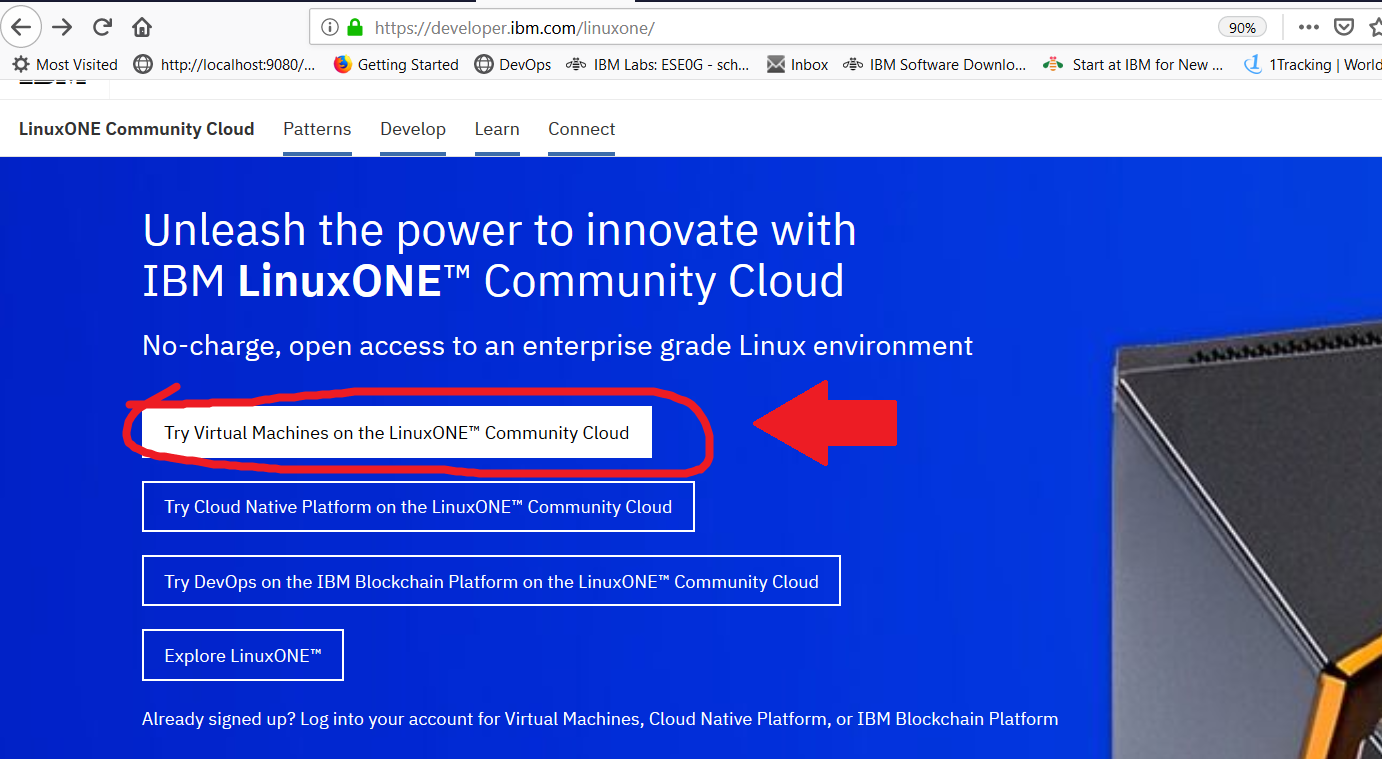 https://developer.ibm.com/linuxone/
90%
Most Visited http://localhost:9080/... Getting Started DevOps IBM Labs: ESE0G - sch... Inbox IBM Software Downlo... Start at IBM for New ... 1Tracking | World
IBM
LinuxONE Community Cloud Patterns Develop Learn Connect
Unleash the power to innovate with
IBM LinuxONE™ Community Cloud
No-charge, open access to an enterprise grade Linux environment
Try Virtual Machines on the LinuxONE™ Community Cloud
Try Cloud Native Platform on the LinuxONE™ Community Cloud
Try DevOps on the IBM Blockchain Platform on the LinuxONE™ Community Cloud
Explore LinuxONE™
Already signed up? Log into your account for Virtual Machines, Cloud Native Platform, or IBM Blockchain Platform